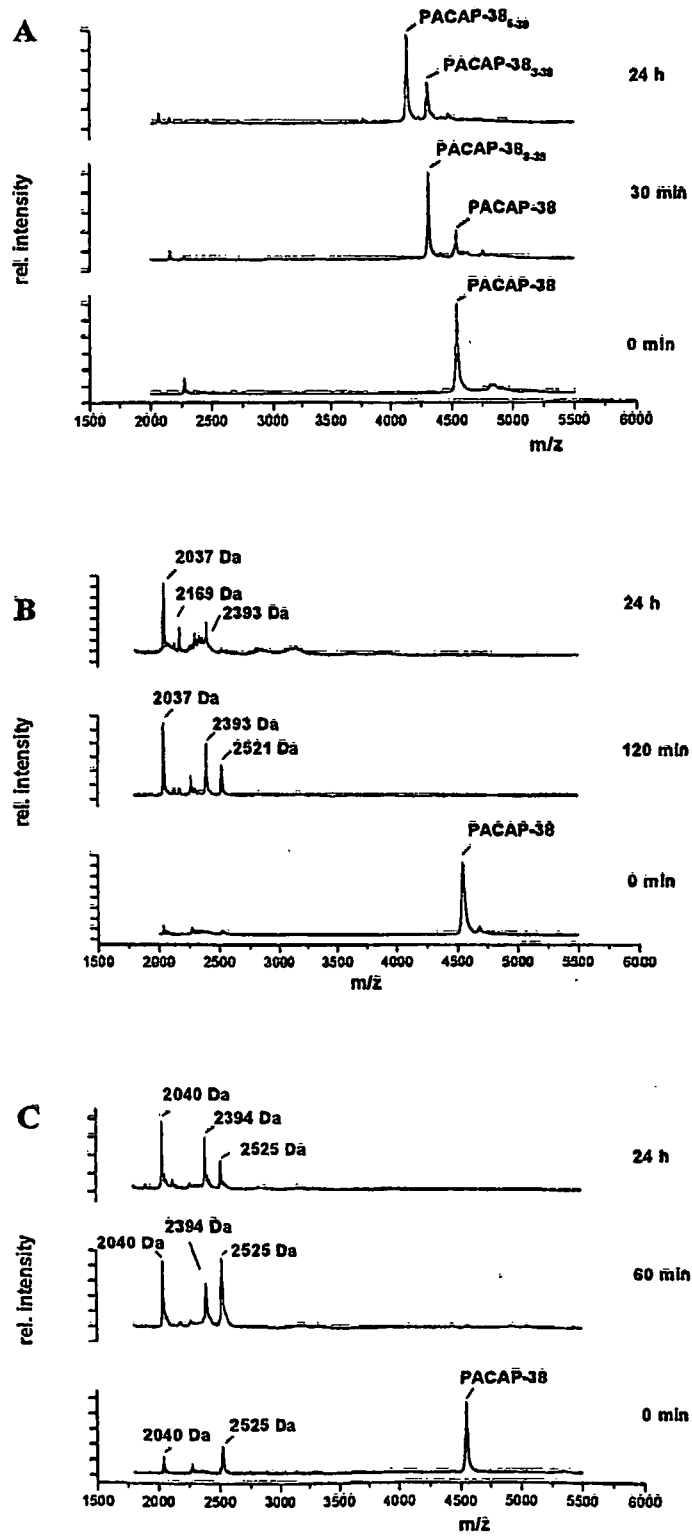 A
PACAP-38₆₋₃₈
PACAP-38₃₋₃₈
24 h
PACAP-38₃₋₃₈
PACAP-38
30 min
PACAP-38
0 min
rel. intensity
1500 2000 2500 3000 3500 4000 4500 5000 5500 6000
m/z
B
2037 Da
2169 Da
2393 Da
24 h
2037 Da
2393 Da
2521 Da
120 min
PACAP-38
0 min
rel. intensity
1500 2000 2500 3000 3500 4000 4500 5000 5500 6000
m/z
C
2040 Da
2394 Da
2525 Da
24 h
2394 Da
2040 Da
2525 Da
60 min
PACAP-38
2040 Da
2525 Da
0 min
rel. intensity
1500 2000 2500 3000 3500 4000 4500 5000 5500 6000
m/z